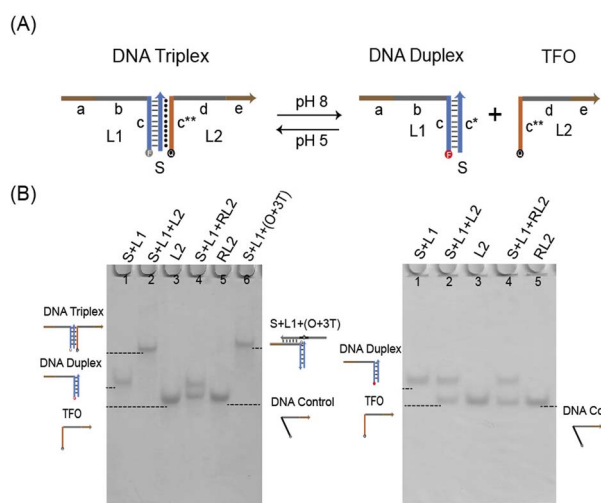 (A)
DNA Triplex
DNA Duplex
TFO
a b c c** d e
L1 L2
S
F Q
pH 8
pH 5
a b c c*
L1
F S
+
c** d e
L2
Q
(B)
S+L1
S+L1+L2
L2
S+L1+RL2
RL2
S+L1+(O+3T)
1 2 3 4 5 6
DNA Triplex
DNA Duplex
TFO
S+L1+(O+3T)
DNA Control
S+L1
S+L1+L2
L2
S+L1+RL2
RL2
1 2 3 4 5
DNA Duplex
TFO
DNA Co